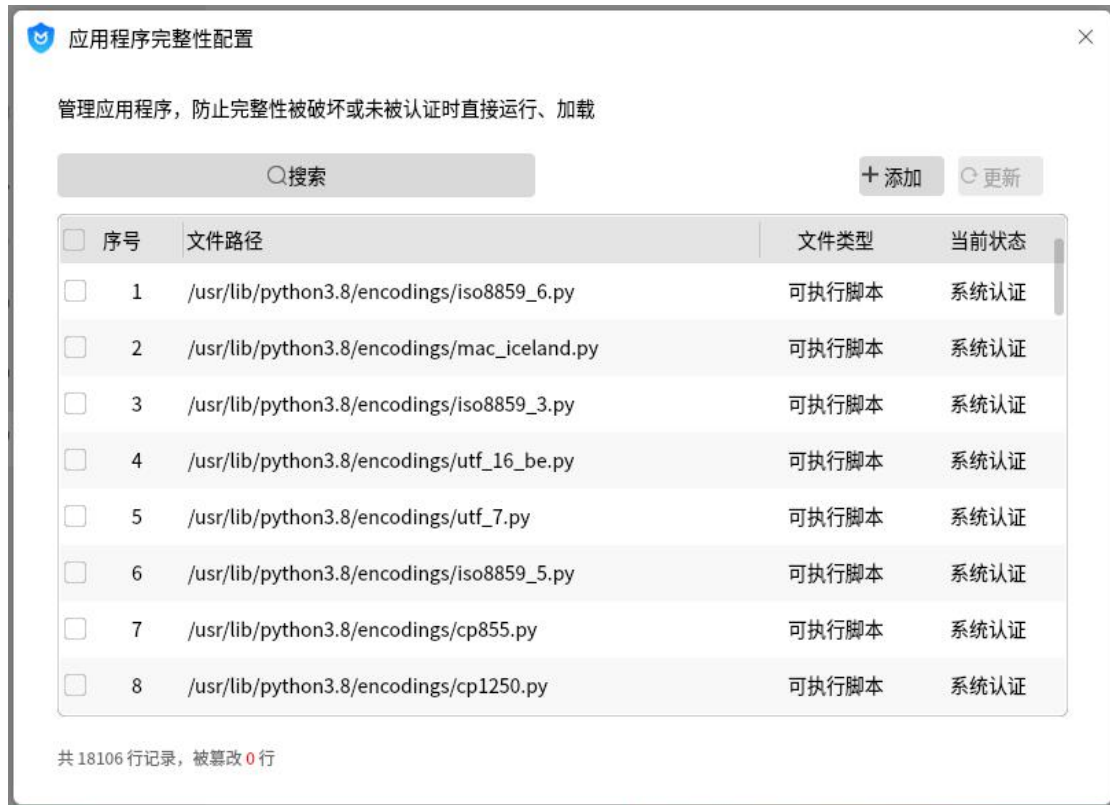 应用程序完整性配置
管理应用程序，防止完整性被破坏或未被认证时直接运行、加载
搜索 添加 更新
序号 文件路径 文件类型 当前状态
1 /usr/lib/python3.8/encodings/iso8859_6.py 可执行脚本 系统认证
2 /usr/lib/python3.8/encodings/mac_iceland.py 可执行脚本 系统认证
3 /usr/lib/python3.8/encodings/iso8859_3.py 可执行脚本 系统认证
4 /usr/lib/python3.8/encodings/utf_16_be.py 可执行脚本 系统认证
5 /usr/lib/python3.8/encodings/utf_7.py 可执行脚本 系统认证
6 /usr/lib/python3.8/encodings/iso8859_5.py 可执行脚本 系统认证
7 /usr/lib/python3.8/encodings/cp855.py 可执行脚本 系统认证
8 /usr/lib/python3.8/encodings/cp1250.py 可执行脚本 系统认证
共 18106 行记录，被篡改 0 行